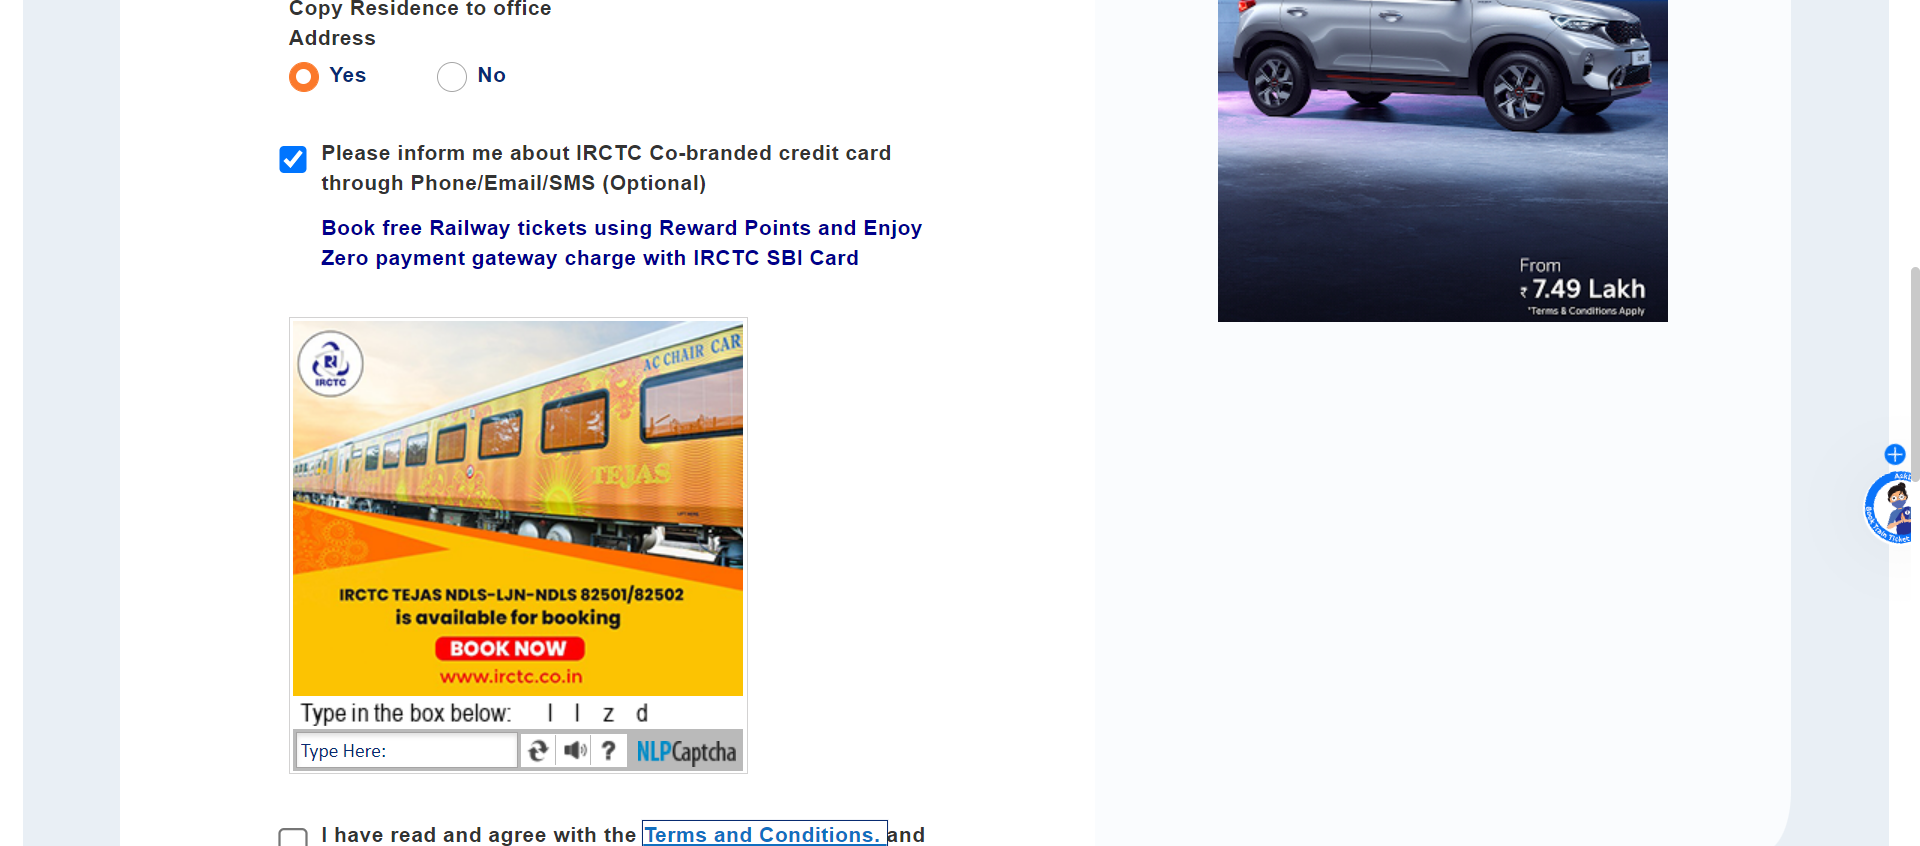 Copy Residence to office
Address
Yes
No
Please inform me about IRCTC Co-branded credit card
through Phone/Email/SMS (Optional)
Book free Railway tickets using Reward Points and Enjoy
Zero payment gateway charge with IRCTC SBI Card
IRCTC
AC CHAIR CAR
TEJAS
IRCTC TEJAS NDLS-LJN-NDLS 82501/82502
is available for booking
BOOK NOW
www.irctc.co.in
Type in the box below:
Type Here:
?
NLPCaptcha
I have read and agree with the Terms and Conditions. and
From
₹ 7.49 Lakh
*Terms & Conditions Apply
Book Train Ticket